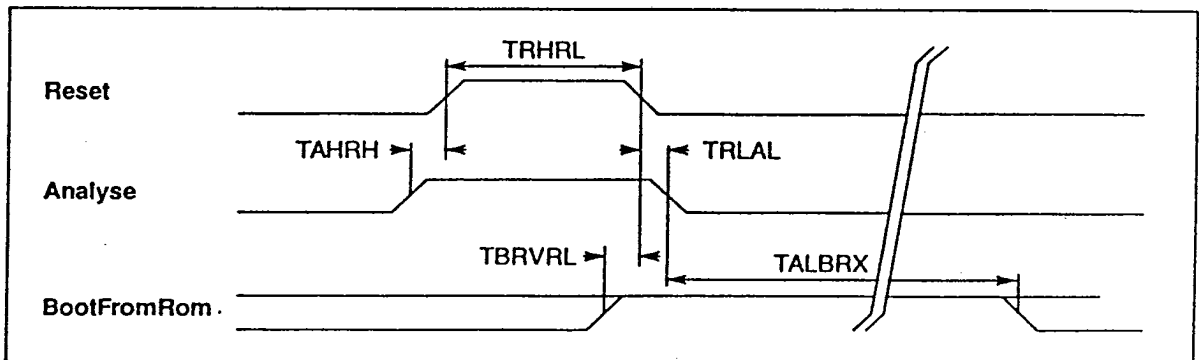 TRHRL
Reset
TAHRH TRLAL
Analyse
TBRVRL TALBRX
BootFromRom